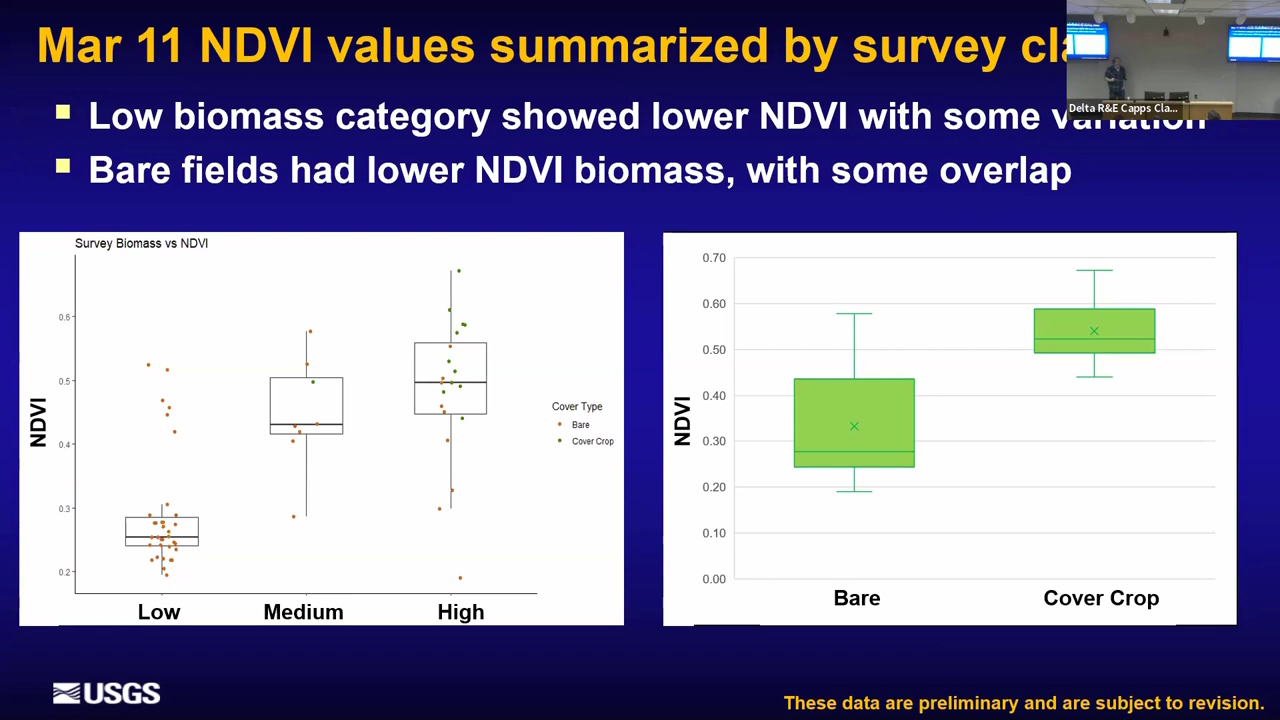 Mar 11 NDVI values summarized by survey
Low biomass category showed lower NDVI with some variation
Bare fields had lower NDVI biomass, with some overlap
Delta R&E Capps Cla...
Survey Biomass vs NDVI
NDVI
0.6
0.5
0.4
0.3
0.2
Low Medium High
Cover Type
Bare
Cover Crop
NDVI
0.70
0.60
0.50
0.40
0.30
0.20
0.10
0.00
Bare Cover Crop
USGS
These data are preliminary and are subject to revision.